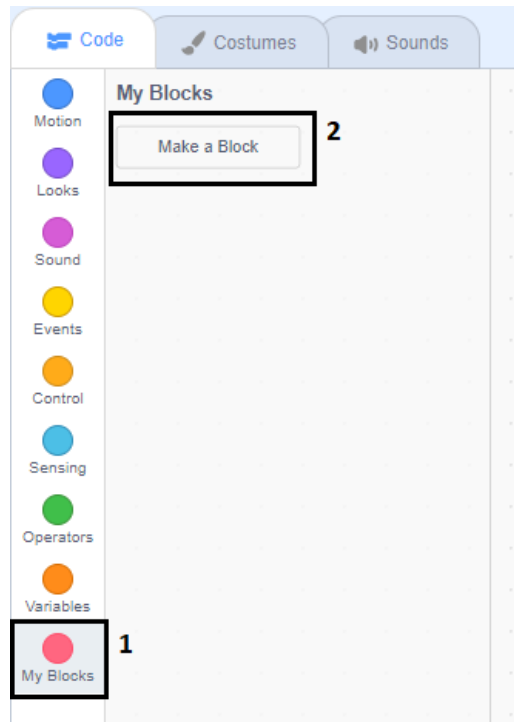 Code
Costumes
Sounds
My Blocks
Make a Block
2
Motion
Looks
Sound
Events
Control
Sensing
Operators
Variables
My Blocks
1